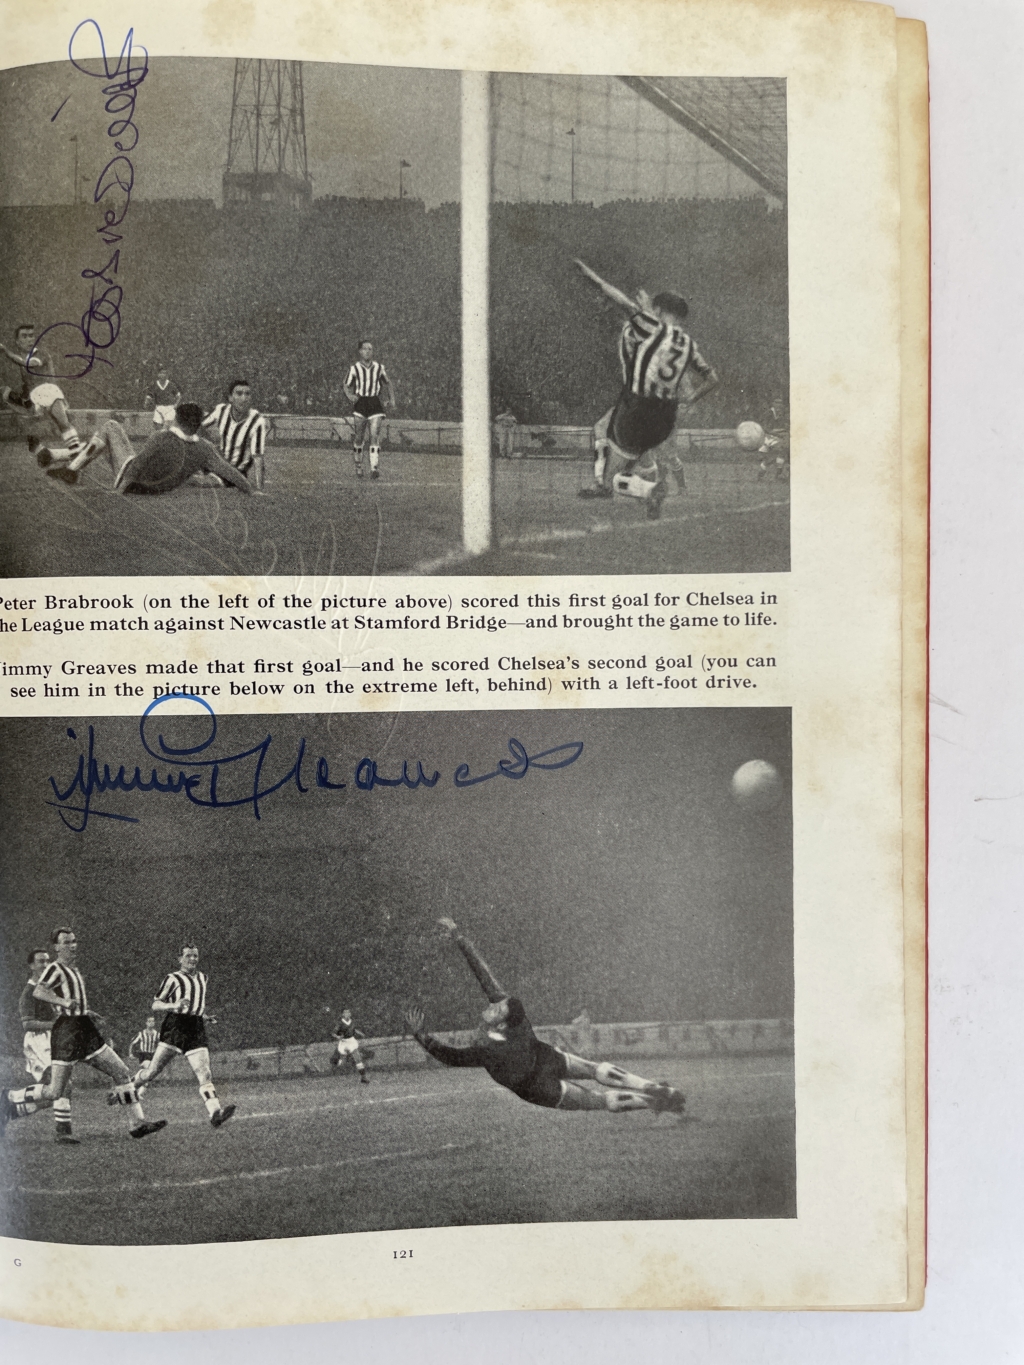 3
Peter Brabrook (on the left of the picture above) scored this first goal for Chelsea in
the League match against Newcastle at Stamford Bridge—and brought the game to life.
Jimmy Greaves made that first goal—and he scored Chelsea's second goal (you can
see him in the picture below on the extreme left, behind) with a left-foot drive.
Jimmy Greaves
G
121